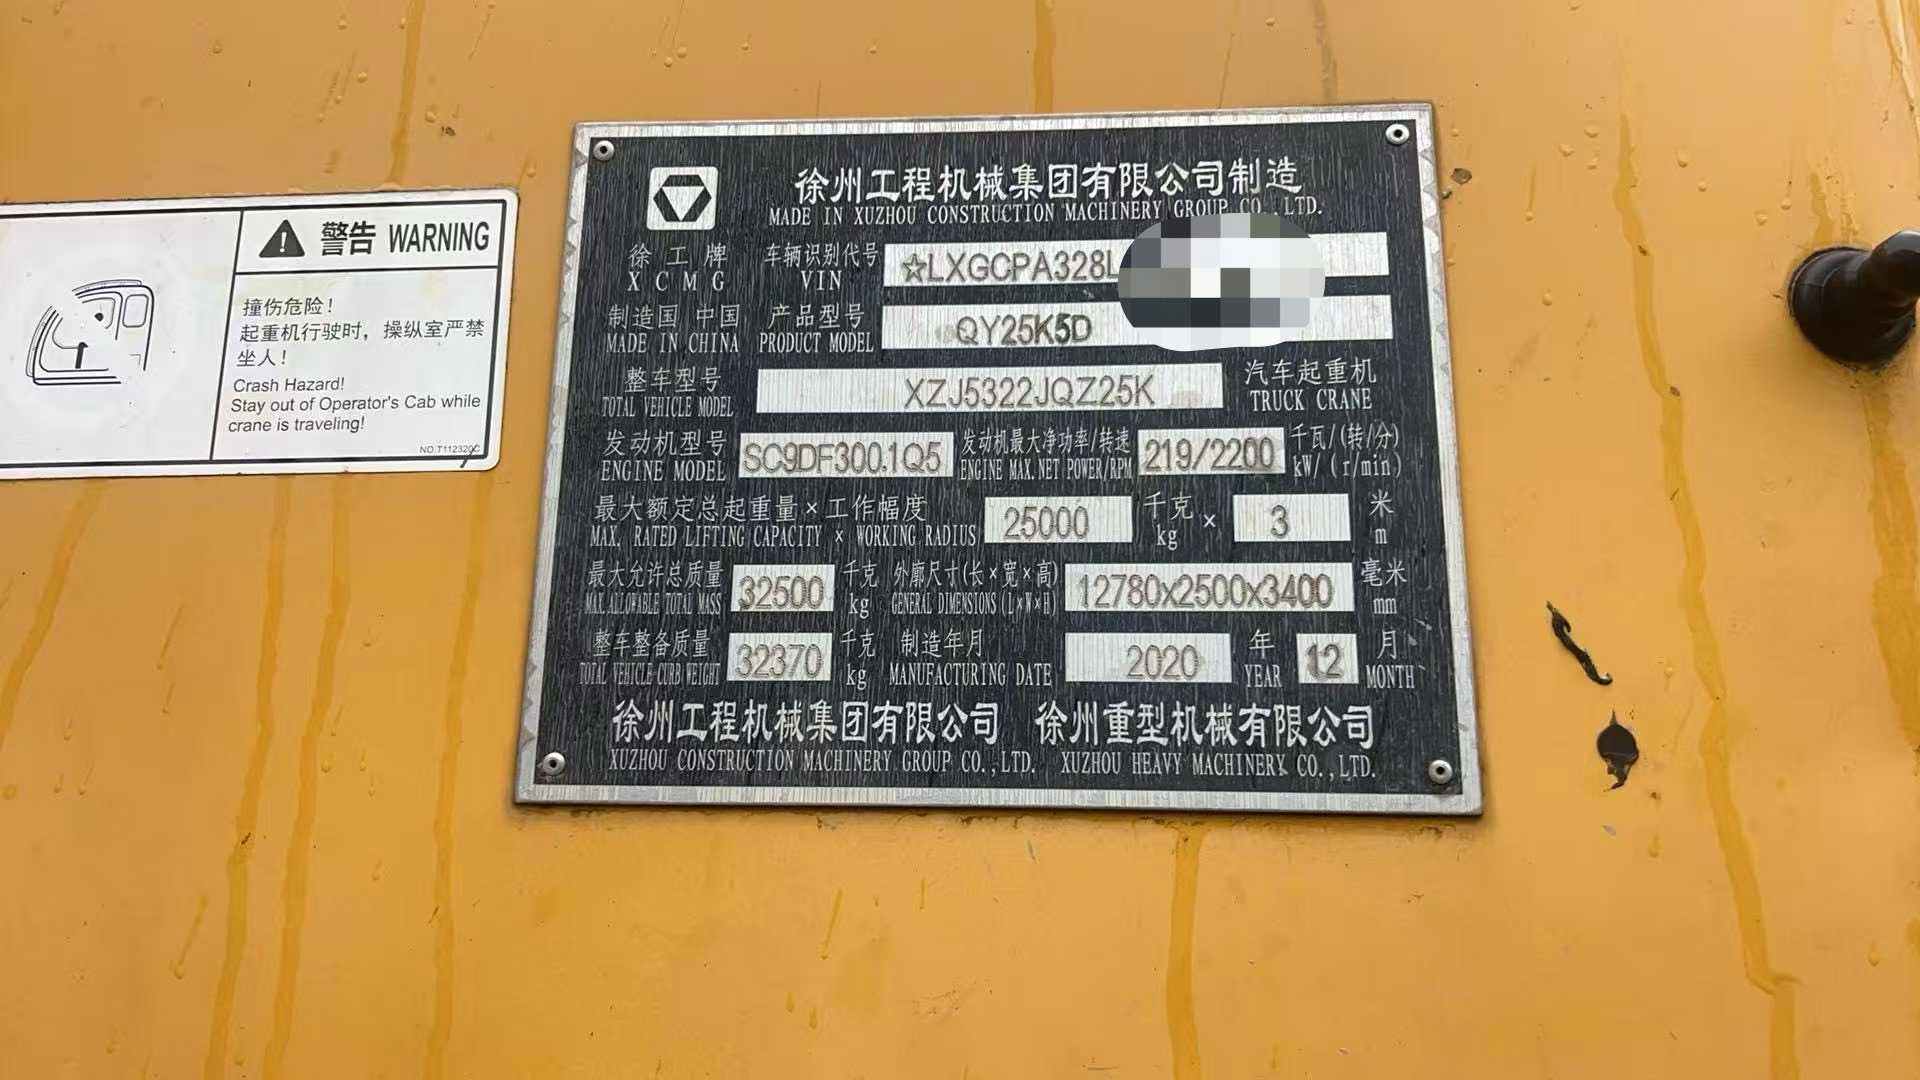 警告 WARNING
撞伤危险！
起重机行驶时，操纵室严禁
坐人！
Crash Hazard!
Stay out of Operator's Cab while
crane is traveling!
NO.T112320C
徐州工程机械集团有限公司制造
MADE IN XUZHOU CONSTRUCTION MACHINERY GROUP CO.,LTD.
徐工牌 车辆识别代号 ☆LXGCPA328L
XCMG VIN
制造国 中国 产品型号 QY25K5D
MADE IN CHINA PRODUCT MODEL
整车型号 XZJ5322JQZ25K 汽车起重机
TOTAL VEHICLE MODEL TRUCK CRANE
发动机型号 SC9DF300.1Q5 发动机最大净功率/转速 219/2200 千瓦/(转/分)
ENGINE MODEL ENGINE MAX.NET POWER/RPM kW/(r/min)
最大额定总起重量×工作幅度 25000 千克 × 3 米
MAX. RATED LIFTING CAPACITY × WORKING RADIUS kg m
最大允许总质量 32500 千克 外廓尺寸(长×宽×高) 12780x2500x3400 毫米
MAX.ALLOWABLE TOTAL MASS kg GENERAL DIMENSIONS(L×W×H) mm
整车整备质量 32370 千克 制造年月 2020 年 12 月
TOTAL VEHICLE CURB WEIGHT kg MANUFACTURING DATE YEAR MONTH
徐州工程机械集团有限公司 徐州重型机械有限公司
XUZHOU CONSTRUCTION MACHINERY GROUP CO.,LTD. XUZHOU HEAVY MACHINERY CO.,LTD.